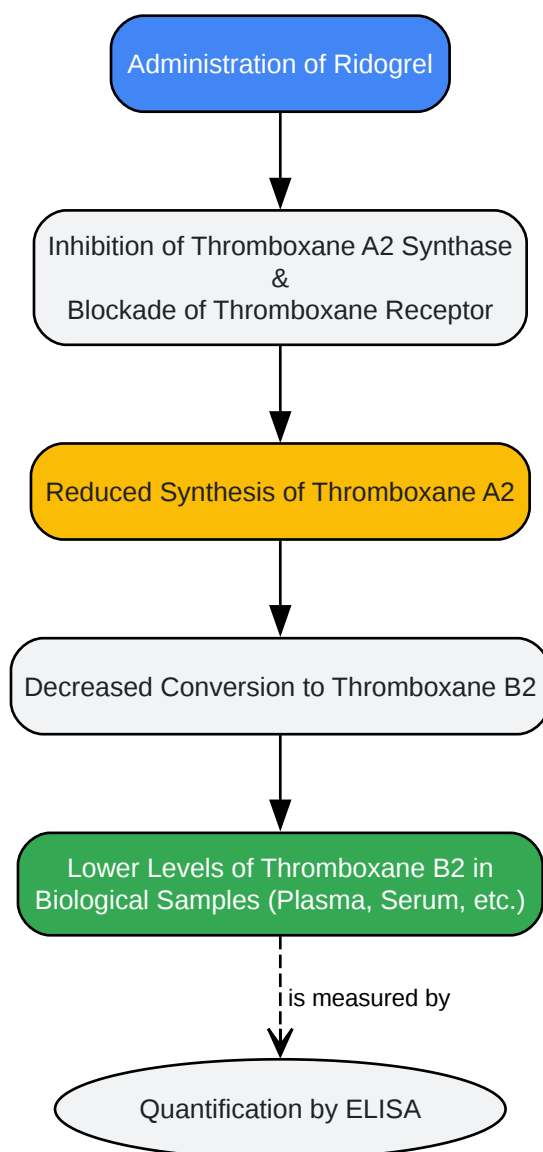 Administration of Ridogrel
Inhibition of Thromboxane A2 Synthase
&
Blockade of Thromboxane Receptor
Reduced Synthesis of Thromboxane A2
Decreased Conversion to Thromboxane B2
Lower Levels of Thromboxane B2 in
Biological Samples (Plasma, Serum, etc.)
is measured by
Quantification by ELISA